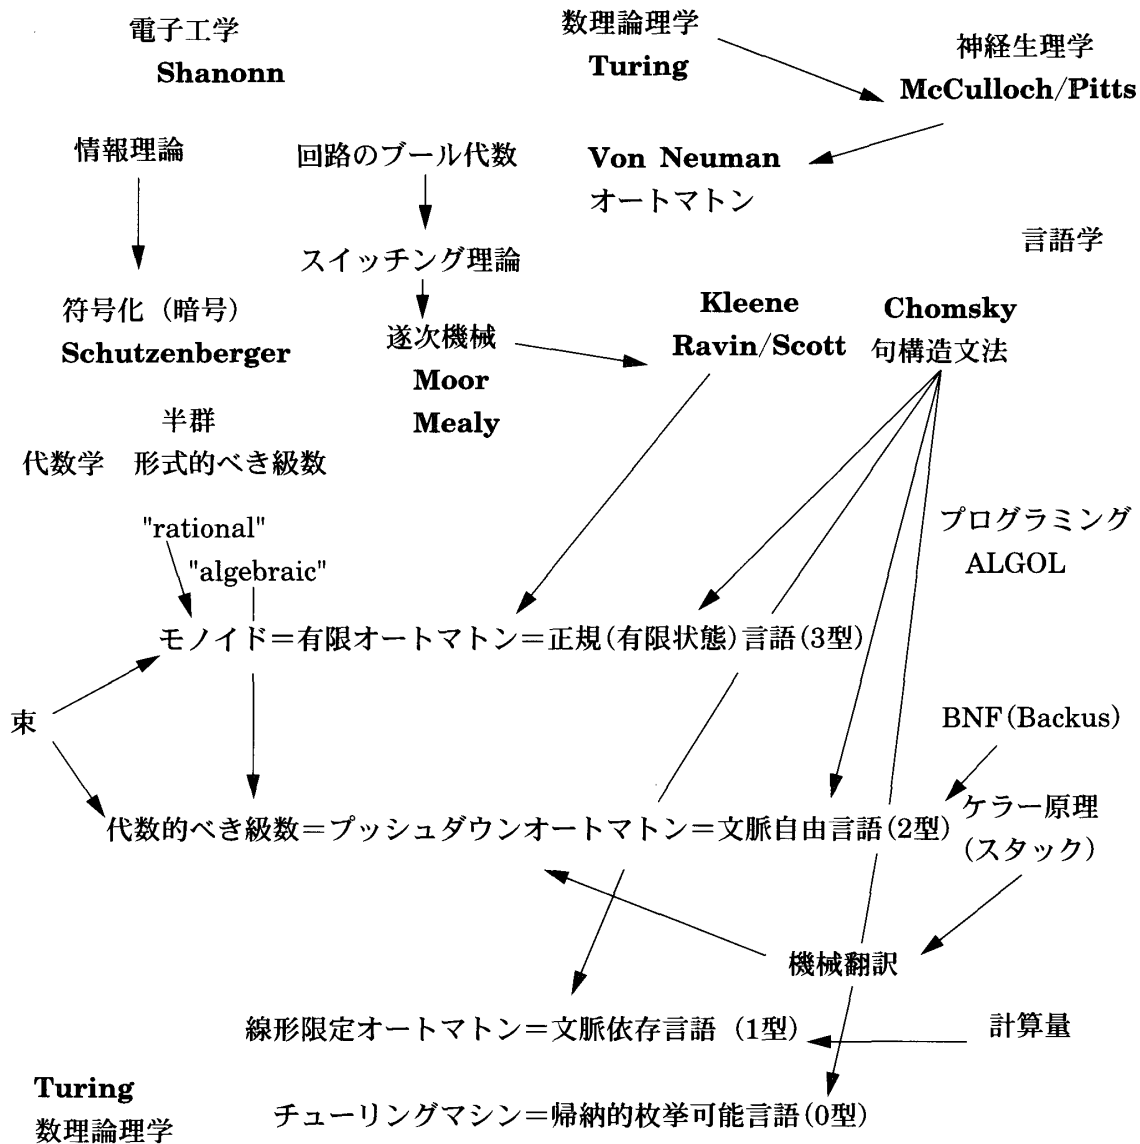 電子工学
Shanonn
数理論理学
Turing
神経生理学
McCulloch/Pitts
情報理論
回路のブール代数
Von Neuman
オートマトン
言語学
スイッチング理論
符号化（暗号）
Schutzenberger
遂次機械
Moor
Mealy
Kleene
Ravin/Scott
Chomsky
句構造文法
半群
代数学 形式的べき級数
"rational"
"algebraic"
プログラミング
ALGOL
モノイド＝有限オートマトン＝正規(有限状態)言語(3型)
束
BNF(Backus)
代数的べき級数＝プッシュダウンオートマトン＝文脈自由言語(2型)
ケラー原理
(スタック)
機械翻訳
線形限定オートマトン＝文脈依存言語 (1型)
計算量
Turing
数理論理学
チューリングマシン＝帰納的枚挙可能言語(0型)